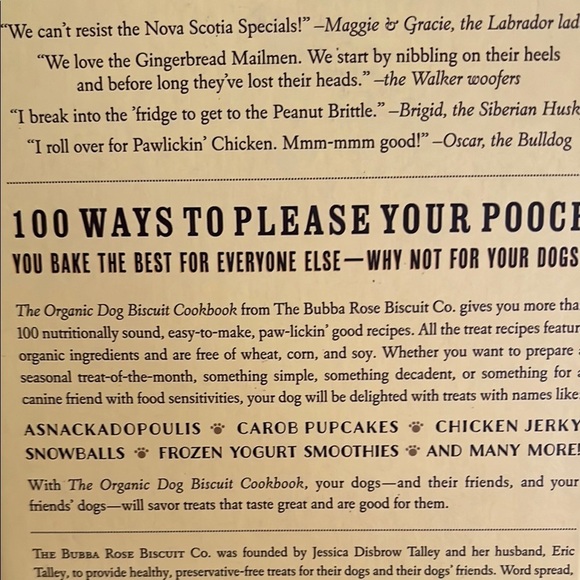 "We can't resist the Nova Scotia Specials!" –Maggie & Gracie, the Labrador lad
"We love the Gingerbread Mailmen. We start by nibbling on their heels
and before long they've lost their heads." –the Walker woofers
"I break into the 'fridge to get to the Peanut Brittle." –Brigid, the Siberian Husk
"I roll over for Pawlickin' Chicken. Mmm-mmm good!" –Oscar, the Bulldog
100 WAYS TO PLEASE YOUR POOCH
YOU BAKE THE BEST FOR EVERYONE ELSE—WHY NOT FOR YOUR DOGS
The Organic Dog Biscuit Cookbook from The Bubba Rose Biscuit Co. gives you more tha
100 nutritionally sound, easy-to-make, paw-lickin' good recipes. All the treat recipes featur
organic ingredients and are free of wheat, corn, and soy. Whether you want to prepare a
seasonal treat-of-the-month, something simple, something decadent, or something for a
canine friend with food sensitivities, your dog will be delighted with treats with names like
ASNACKADOPOULIS CAROB PUPCAKES CHICKEN JERKY
SNOWBALLS FROZEN YOGURT SMOOTHIES AND MANY MORE!
With The Organic Dog Biscuit Cookbook, your dogs—and their friends, and your
friends' dogs—will savor treats that taste great and are good for them.
THE BUBBA ROSE BISCUIT CO. was founded by Jessica Disbrow Talley and her husband, Eric
Talley, to provide healthy, preservative-free treats for their dogs and their dogs' friends. Word spread,